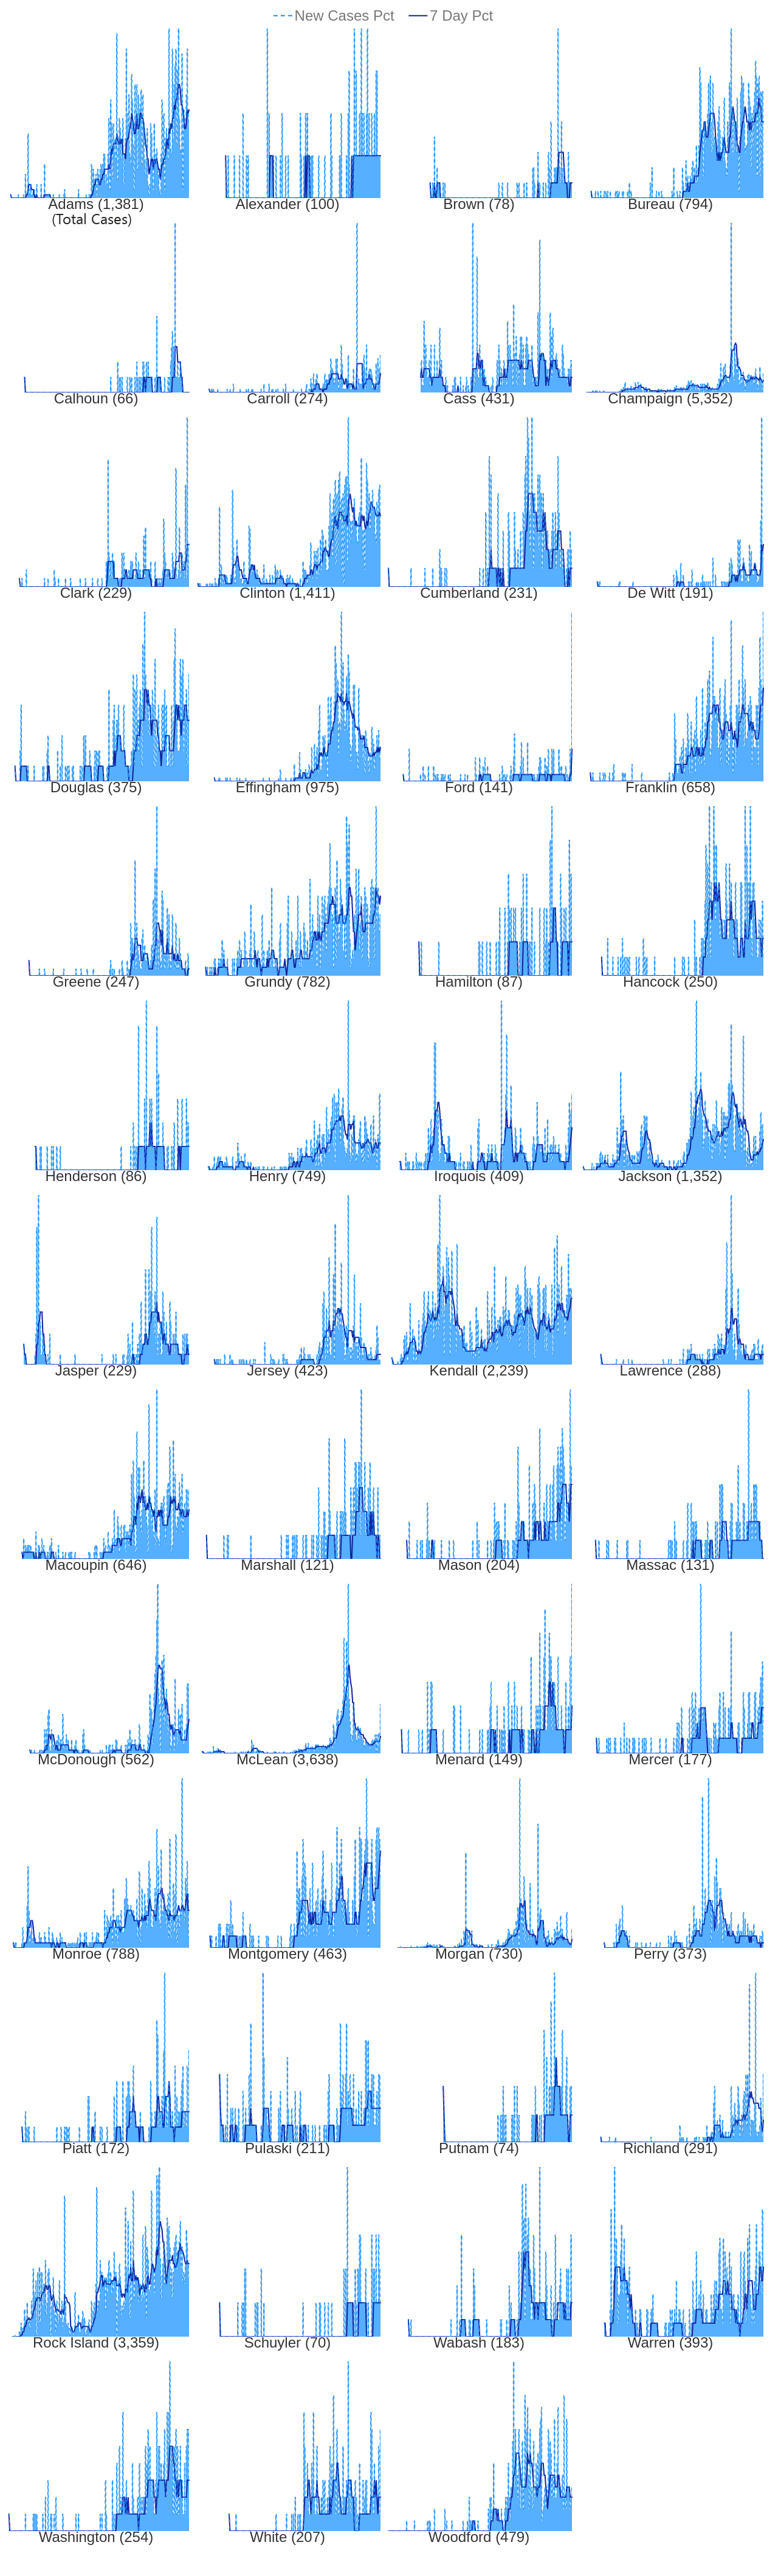 New Cases Pct 7 Day Pct
Adams (1,381) Alexander (100) Brown (78) Bureau (794)
(Total Cases)
Calhoun (66) Carroll (274) Cass (431) Champaign (5,352)
Clark (229) Clinton (1,411) Cumberland (231) De Witt (191)
Douglas (375) Effingham (975) Ford (141) Franklin (658)
Greene (247) Grundy (782) Hamilton (87) Hancock (250)
Henderson (86) Henry (749) Iroquois (409) Jackson (1,352)
Jasper (229) Jersey (423) Kendall (2,239) Lawrence (288)
Macoupin (646) Marshall (121) Mason (204) Massac (131)
McDonough (562) McLean (3,638) Menard (149) Mercer (177)
Monroe (788) Montgomery (463) Morgan (730) Perry (373)
Piatt (172) Pulaski (211) Putnam (74) Richland (291)
Rock Island (3,359) Schuyler (70) Wabash (183) Warren (393)
Washington (254) White (207) Woodford (479)